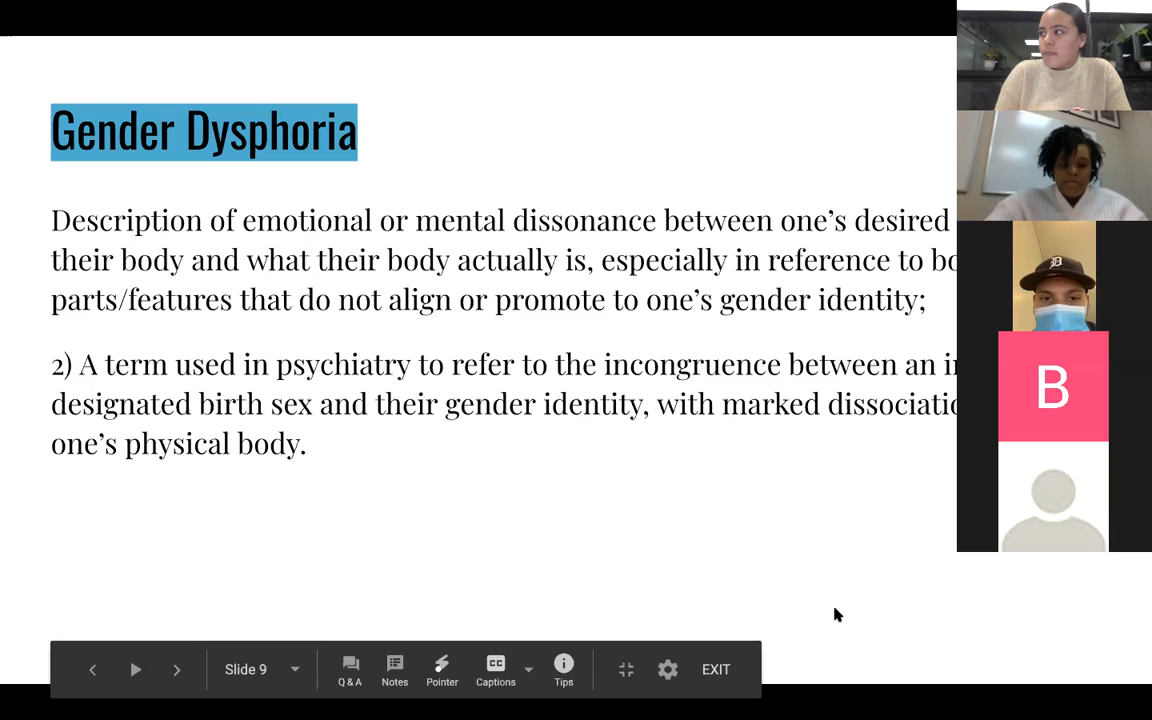 Gender Dysphoria
Description of emotional or mental dissonance between one’s desired
their body and what their body actually is, especially in reference to
parts/features that do not align or promote to one’s gender identity;
2) A term used in psychiatry to refer to the incongruence between an
designated birth sex and their gender identity, with marked
one’s physical body.
D
B
Slide 9
Q & A
Notes
Pointer
CC
Captions
Tips
EXIT